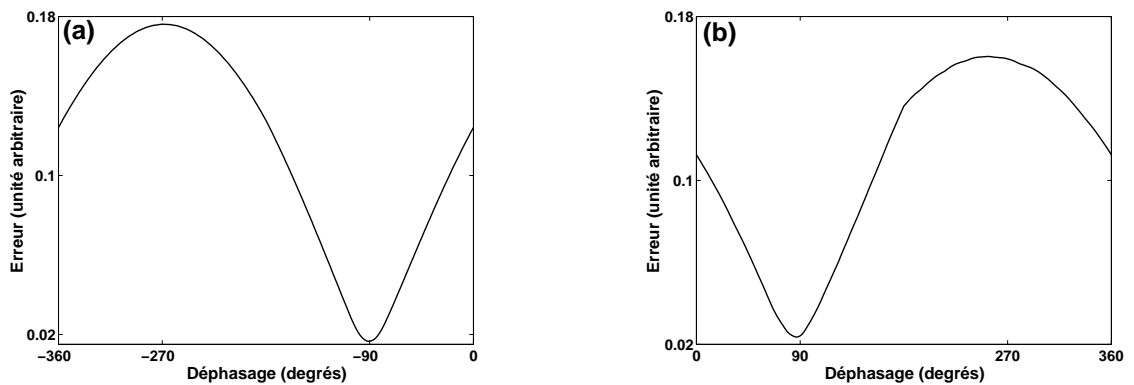 (a)
0.18
0.1
0.02
Erreur (unité arbitraire)
−360
−270
−90
0
Déphasage (degrés)
(b)
0.18
0.1
0.02
Erreur (unité arbitraire)
0
90
270
360
Déphasage (degrés)